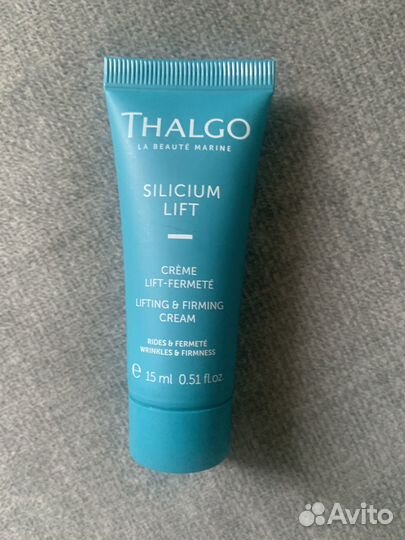 THALGO
LA BEAUTÉ MARINE
SILICIUM
LIFT
CRÈME
LIFT-FERMETÉ
LIFTING & FIRMING
CREAM
RIDES & FERMETÉ
WRINKLES & FIRMNESS
℮ 15 ml 0.51 fl.oz.
Avito